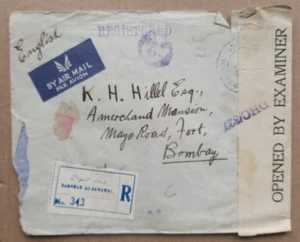 English
REGISTERED
BY AIR MAIL
PAR AVION
K. H. Hillel Esq.,
Amerchand Mansion,
Mayo Road, Fort,
Bombay
R
No. 343
OPENED BY EXAMINER